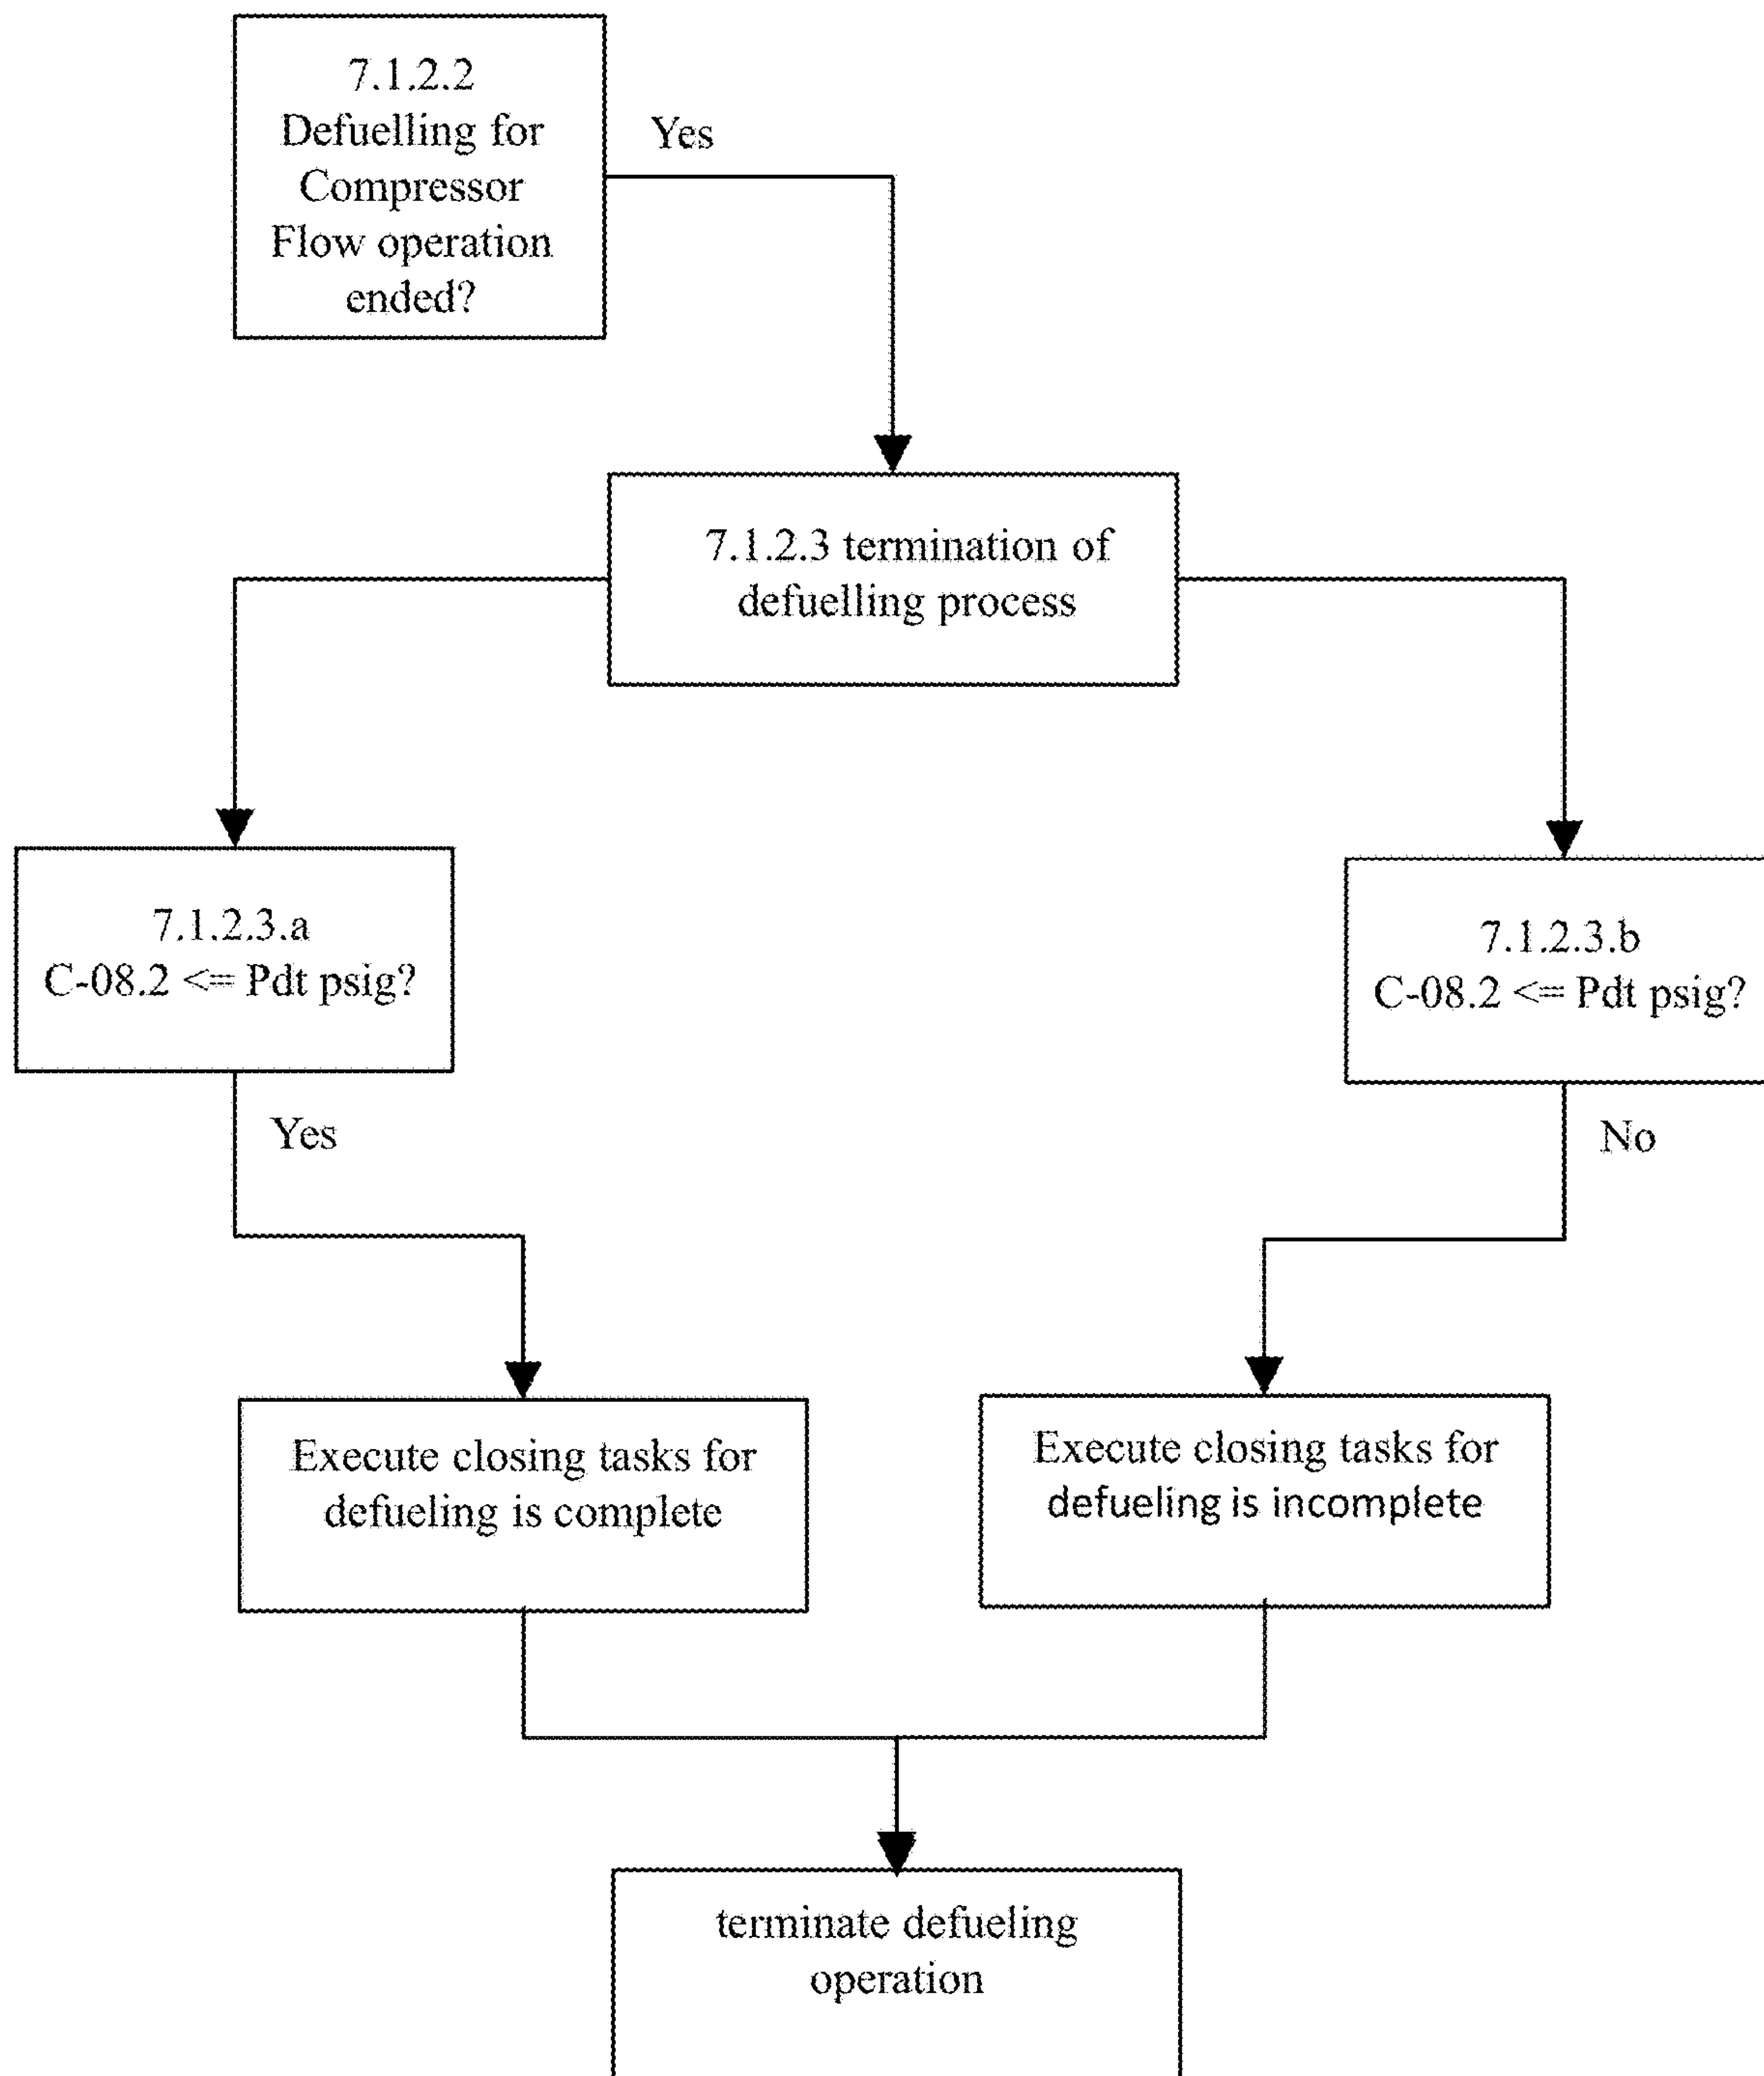 7.1.2.2
Defuelling for
Compressor
Flow operation
ended?
Yes
7.1.2.3 termination of
defuelling process
7.1.2.3.a
C-08.2 <= Pdt psig?
7.1.2.3.b
C-08.2 <= Pdt psig?
Yes
No
Execute closing tasks for
defueling is complete
Execute closing tasks for
defueling is incomplete
terminate defueling
operation